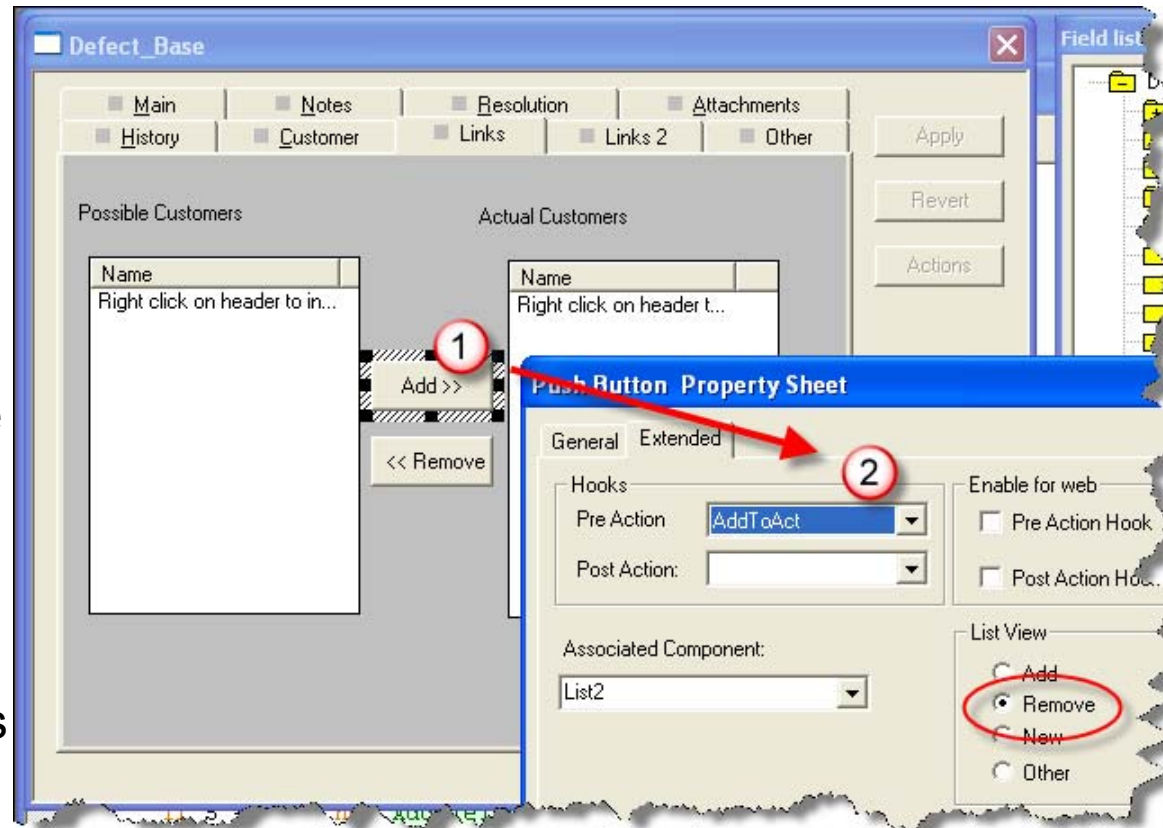 Defect_Base
Field list
Main Notes Resolution Attachments
History Customer Links Links 2 Other
Apply
Revert
Actions
Possible Customers
Actual Customers
Name
Right click on header to in...
Name
Right click on header t...
1
Add >>
<< Remove
Push Button Property Sheet
General Extended
2
Hooks
Pre Action AddToAct
Post Action:
Enable for web
Pre Action Hook
Post Action
Associated Component:
List2
List View
Add
Remove
New
Other